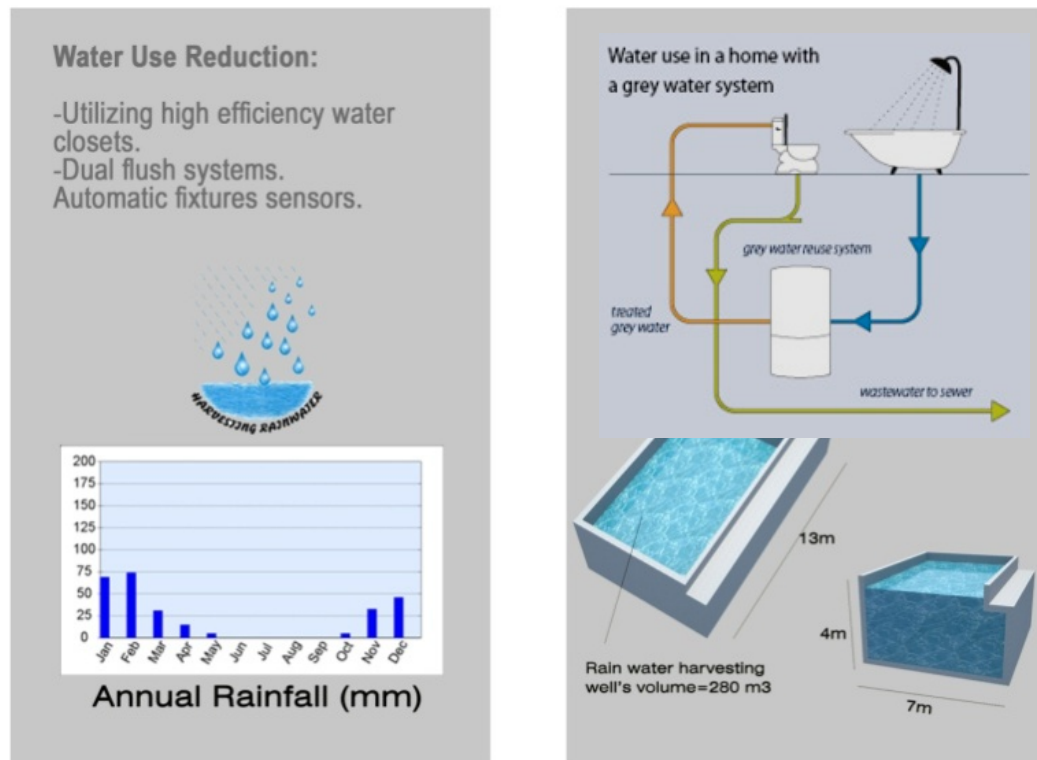 Water Use Reduction:
-Utilizing high efficiency water
closets.
-Dual flush systems.
Automatic fixtures sensors.
HARVESTING RAINWATER
200
175
150
125
100
75
50
25
0
Jan Feb Mar Apr May Jun Jul Aug Sep Oct Nov Dec
Annual Rainfall (mm)
Water use in a home with
a grey water system
grey water reuse system
treated
grey water
wastewater to sewer
13m
4m
7m
Rain water harvesting
well's volume=280 m3